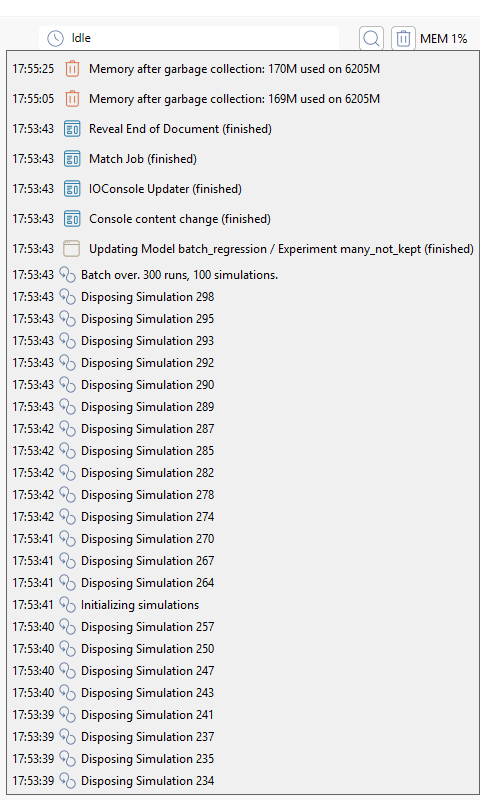 Idle
MEM 1%
17:55:25 Memory after garbage collection: 170M used on 6205M
17:55:05 Memory after garbage collection: 169M used on 6205M
17:53:43 Reveal End of Document (finished)
17:53:43 Match Job (finished)
17:53:43 IOConsole Updater (finished)
17:53:43 Console content change (finished)
17:53:43 Updating Model batch_regression / Experiment many_not_kept (finished)
17:53:43 Batch over. 300 runs, 100 simulations.
17:53:43 Disposing Simulation 298
17:53:43 Disposing Simulation 295
17:53:43 Disposing Simulation 293
17:53:43 Disposing Simulation 292
17:53:43 Disposing Simulation 290
17:53:43 Disposing Simulation 289
17:53:42 Disposing Simulation 287
17:53:42 Disposing Simulation 285
17:53:42 Disposing Simulation 282
17:53:42 Disposing Simulation 278
17:53:42 Disposing Simulation 274
17:53:41 Disposing Simulation 270
17:53:41 Disposing Simulation 267
17:53:41 Disposing Simulation 264
17:53:41 Initializing simulations
17:53:40 Disposing Simulation 257
17:53:40 Disposing Simulation 250
17:53:40 Disposing Simulation 247
17:53:40 Disposing Simulation 243
17:53:39 Disposing Simulation 241
17:53:39 Disposing Simulation 237
17:53:39 Disposing Simulation 235
17:53:39 Disposing Simulation 234